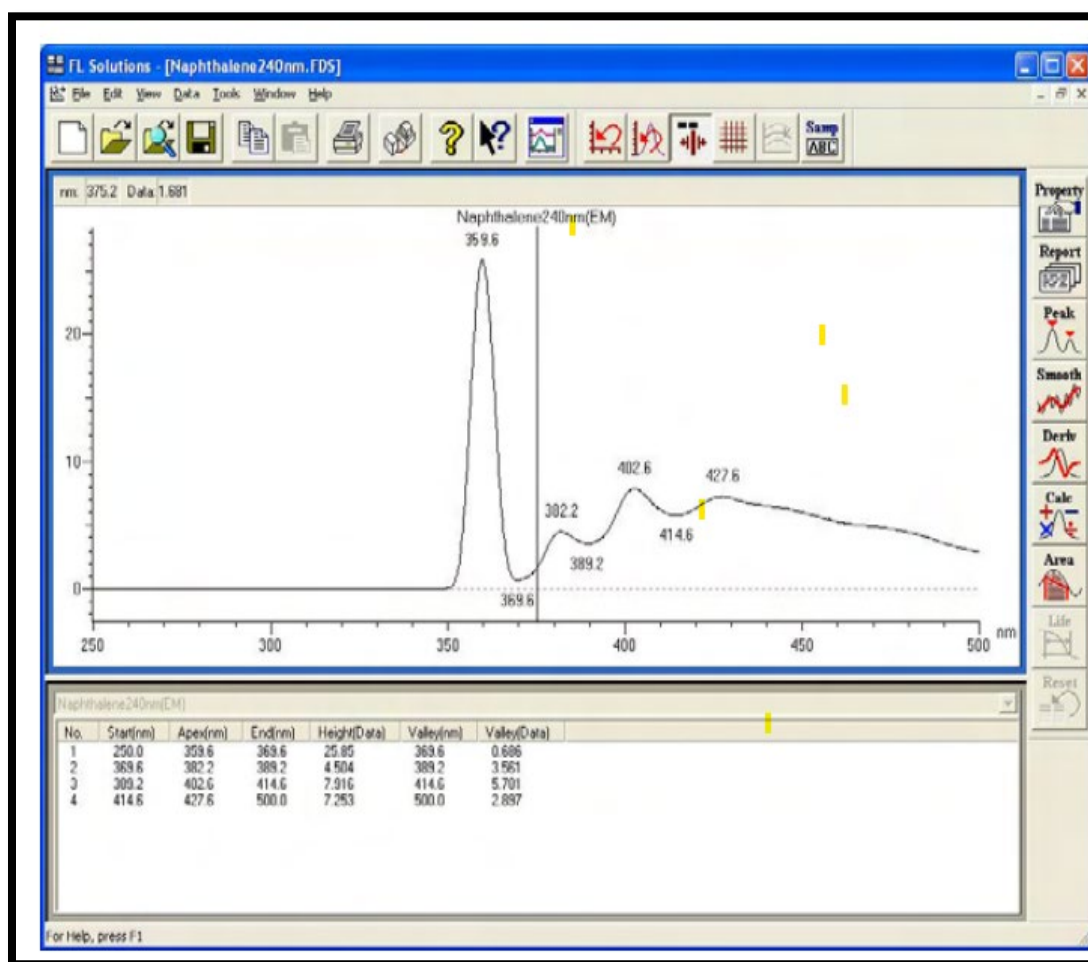 FL Solutions - [Naphthalene240nm.FDS]
File Edit View Data Tools Window Help
Samp
ABC
nm: 375.2 Data: 1.681
Naphthalene240nm(EM)
359.6
20
10
0
402.6
427.6
382.2
414.6
389.2
369.6
250 300 350 400 450 500 nm
Property
Report
Peak
Smooth
Deriv
Calc
Area
Life
Reset
Naphthalene240nm(EM)
No. Start(nm) Apex(nm) End(nm) Height(Data) Valley(nm) Valley(Data)
1 250.0 359.6 369.6 25.85 369.6 0.686
2 369.6 382.2 389.2 4.504 389.2 3.561
3 389.2 402.6 414.6 7.916 414.6 5.781
4 414.6 427.6 500.0 7.253 500.0 2.897
For Help, press F1